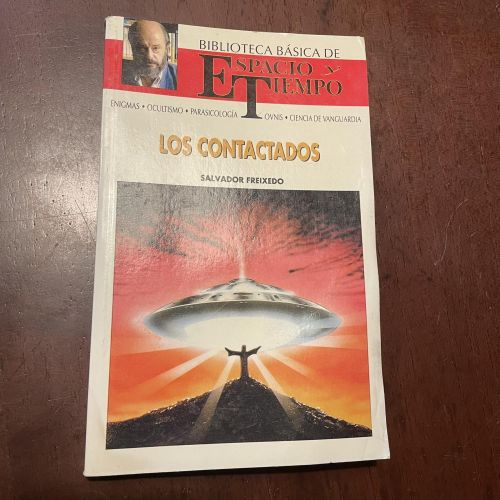 BIBLIOTECA BÁSICA DE
ESPACIO Y
TIEMPO
ENIGMAS • OCULTISMO • PARASICOLOGÍA • OVNIS • CIENCIA DE VANGUARDIA
LOS CONTACTADOS
SALVADOR FREIXEDO